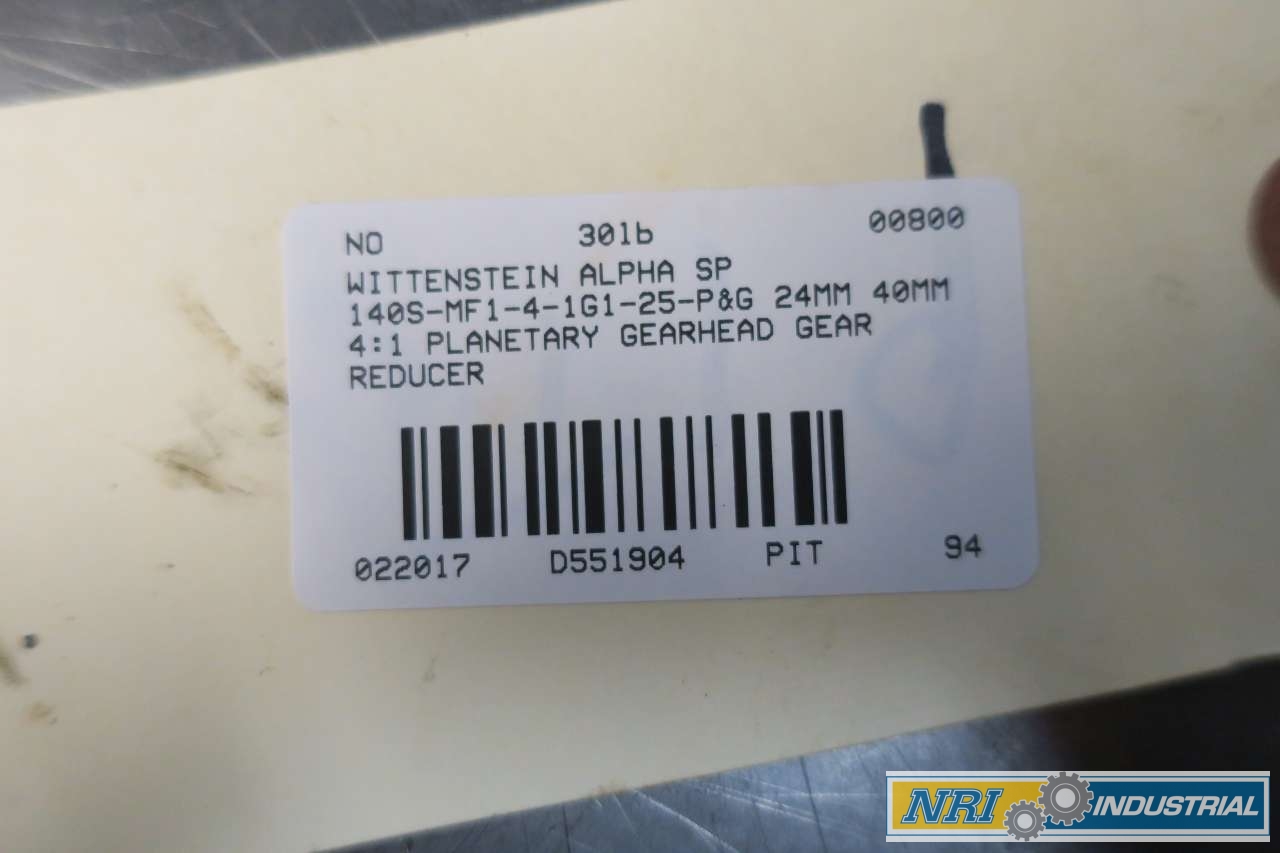 NO 30lb 00800
WITTENSTEIN ALPHA SP
140S-MF1-4-1G1-25-P&G 24MM 40MM
4:1 PLANETARY GEARHEAD GEAR
REDUCER
022017 D551904 PIT 94
NRI INDUSTRIAL